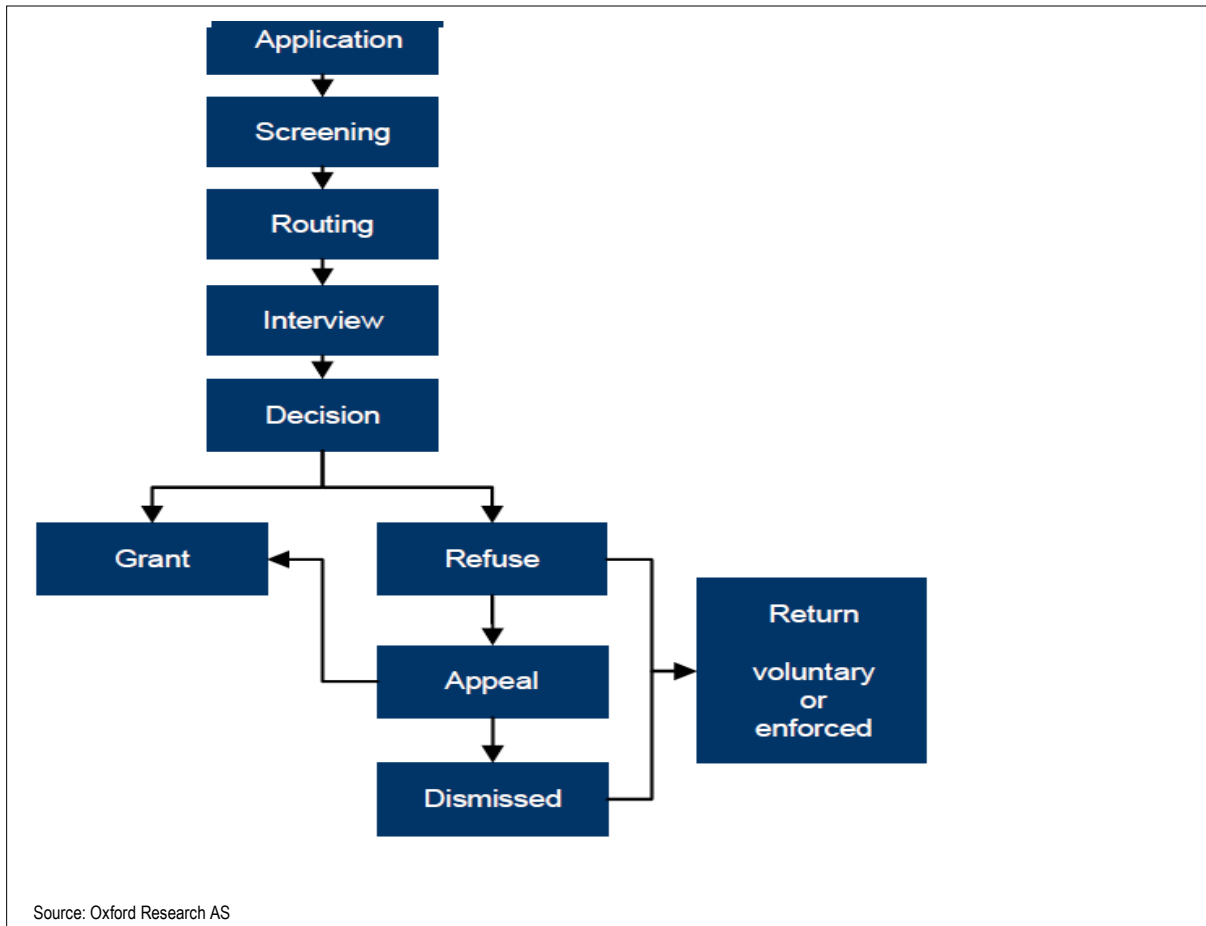 Application
Screening
Routing
Interview
Decision
Grant
Refuse
Appeal
Dismissed
Return
voluntary
or
enforced
Source: Oxford Research AS